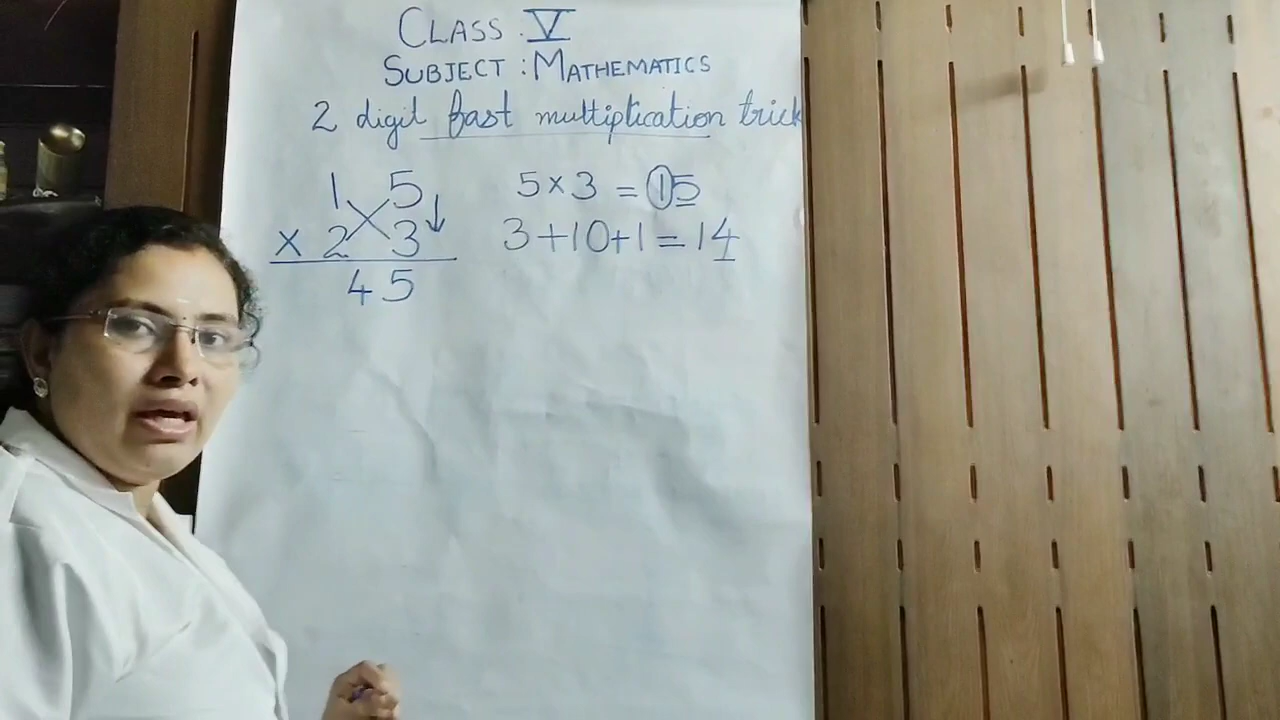 CLASS : V
SUBJECT : MATHEMATICS
2 digit fast multiplication trick
1 5
× 2 3 ↓
4 5
5 × 3 = 15
3 + 10 + 1 = 14